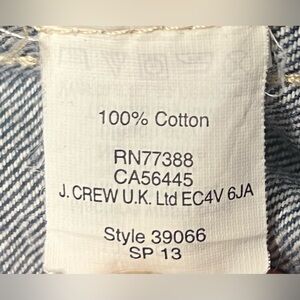 100% Cotton
RN77388
CA56445
J. CREW U.K. Ltd EC4V 6JA
Style 39066
SP 13